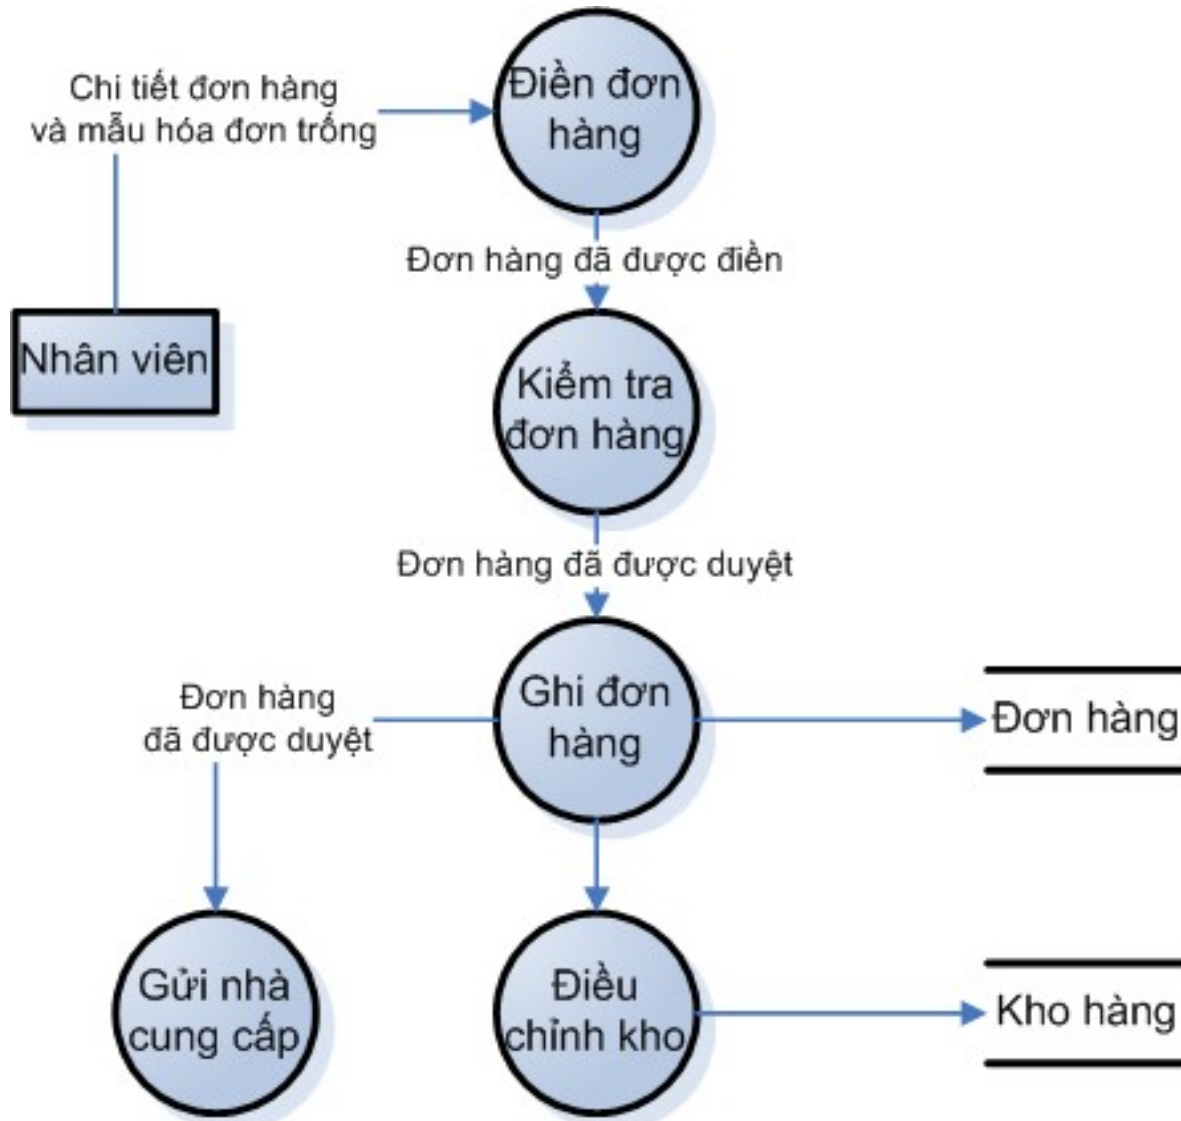 Chi tiết đơn hàng
và mẫu hóa đơn trống
Điền đơn
hàng
Đơn hàng đã được điền
Nhân viên
Kiểm tra
đơn hàng
Đơn hàng đã được duyệt
Đơn hàng
đã được duyệt
Ghi đơn
hàng
Đơn hàng
Gửi nhà
cung cấp
Điều
chỉnh kho
Kho hàng